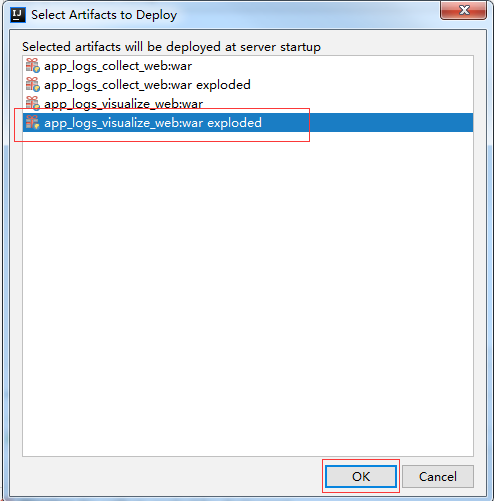 IJ Select Artifacts to Deploy
Selected artifacts will be deployed at server startup
app_logs_collect_web:war
app_logs_collect_web:war exploded
app_logs_visualize_web:war
app_logs_visualize_web:war exploded
OK Cancel